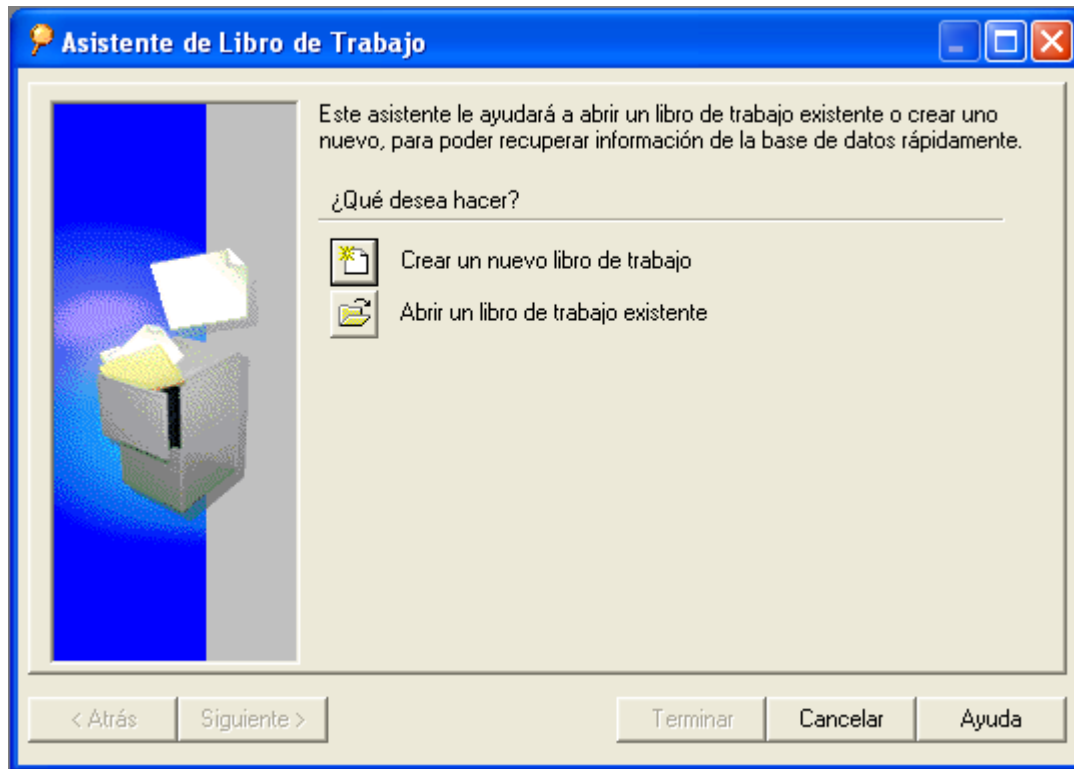 Asistente de Libro de Trabajo
Este asistente le ayudará a abrir un libro de trabajo existente o crear uno
nuevo, para poder recuperar información de la base de datos rápidamente.
¿Qué desea hacer?
Crear un nuevo libro de trabajo
Abrir un libro de trabajo existente
< Atrás Siguiente > Terminar Cancelar Ayuda